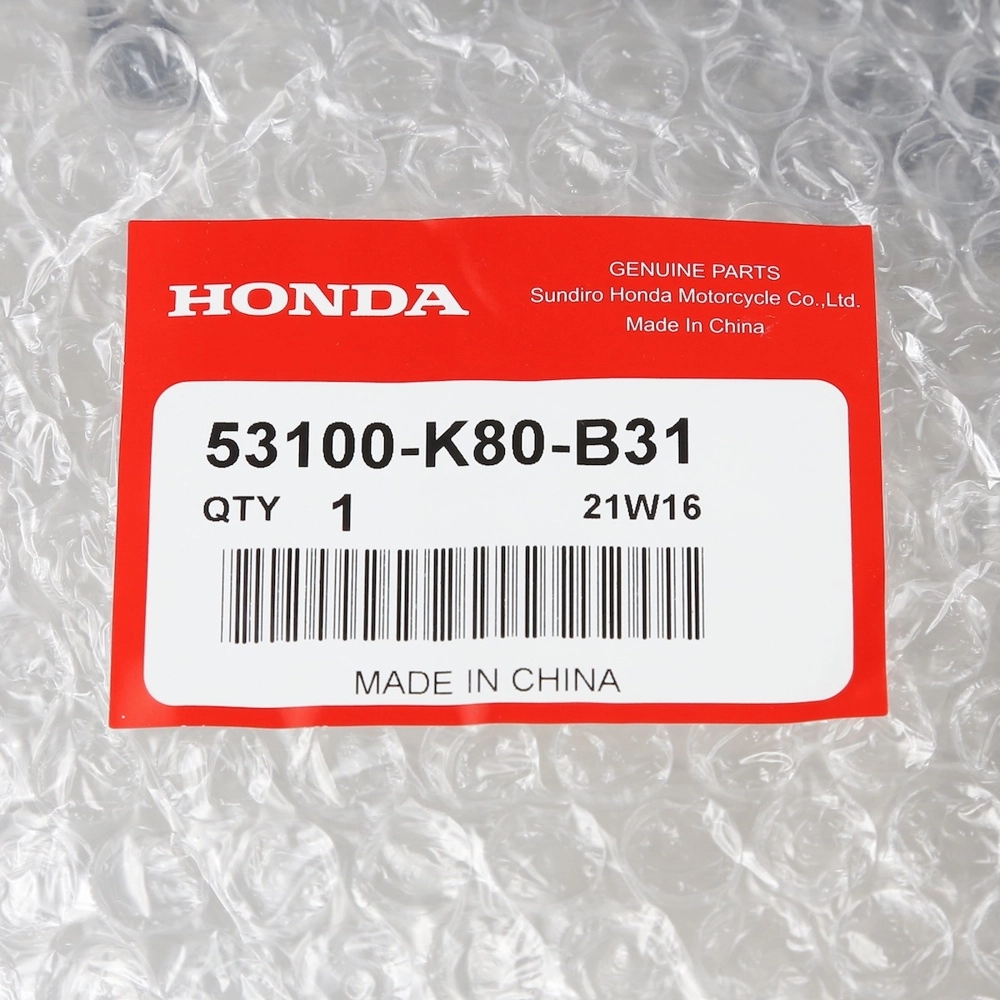 HONDA
GENUINE PARTS
Sundiro Honda Motorcycle Co.,Ltd.
Made In China
53100-K80-B31
QTY 1 21W16
MADE IN CHINA